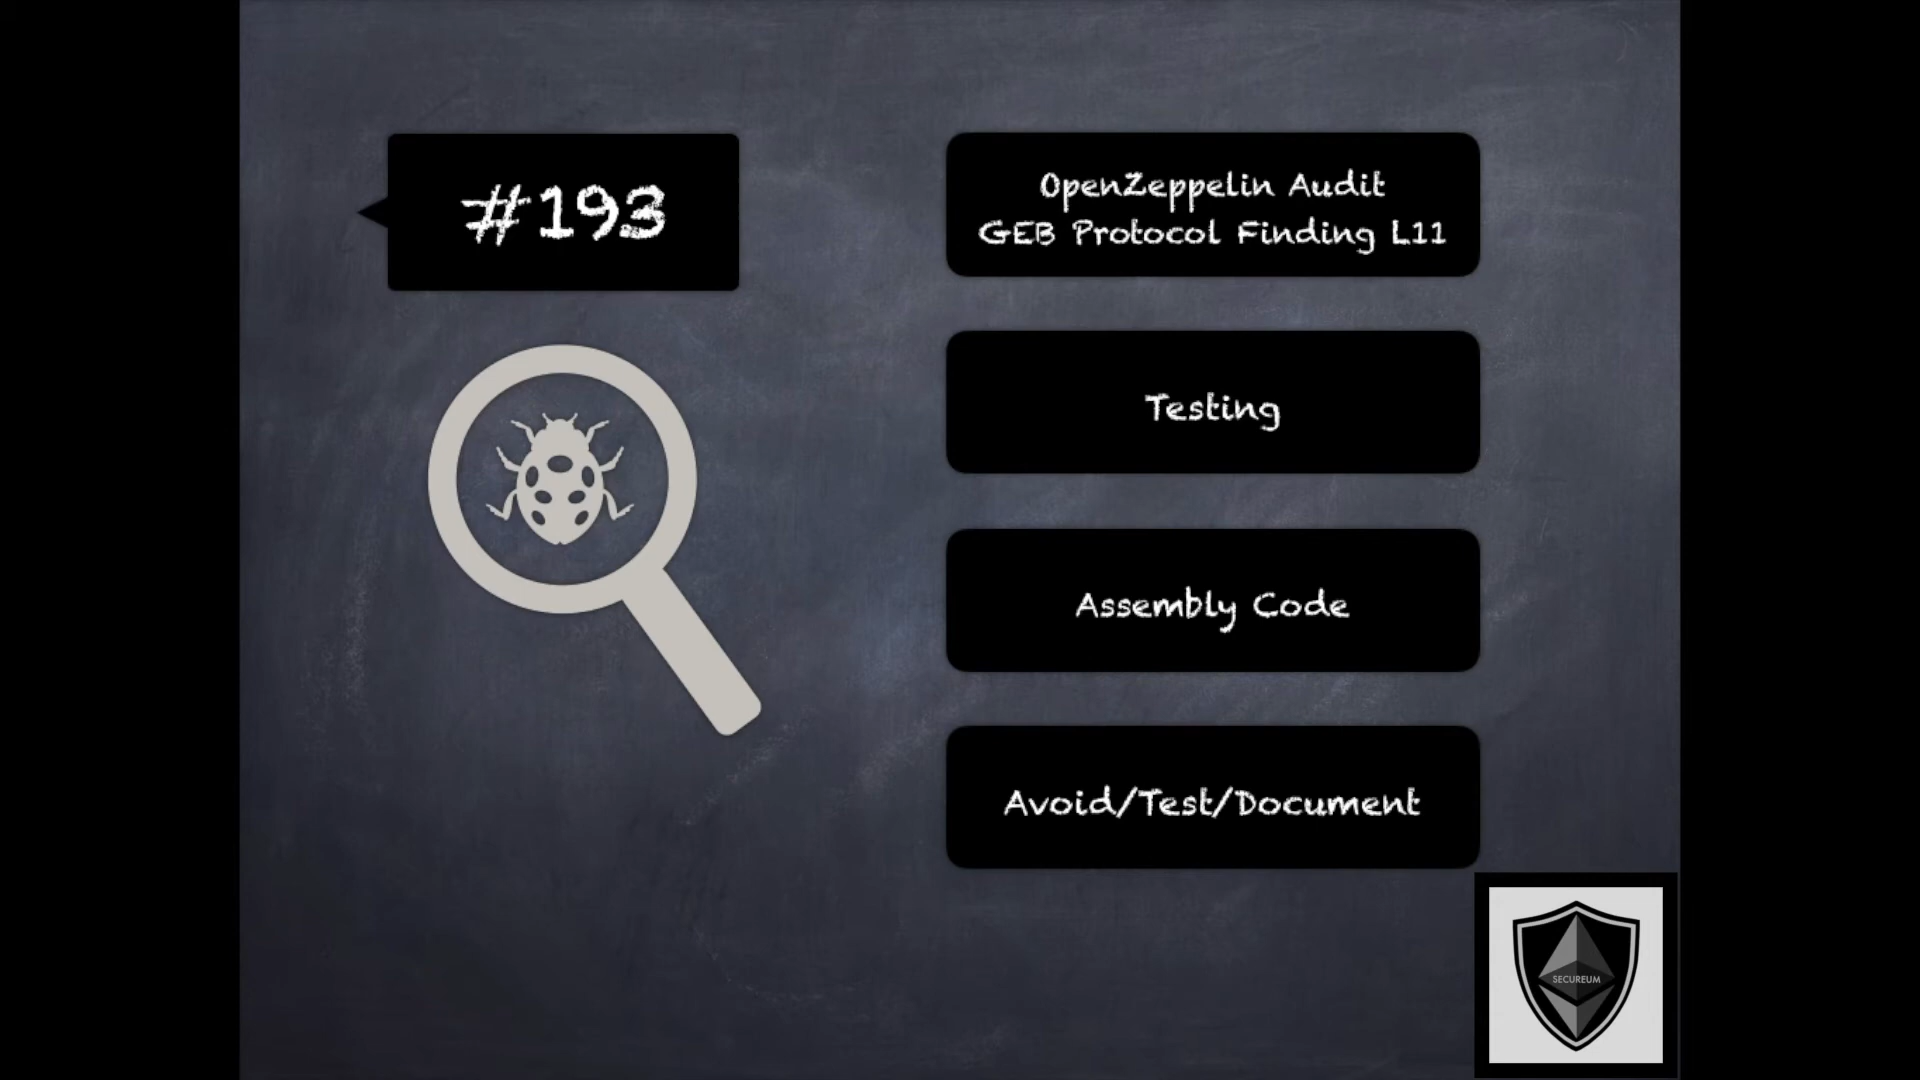 #193
OpenZeppelin Audit
GEB Protocol Finding L11
Testing
Assembly Code
Avoid/Test/Document
SECUREUM